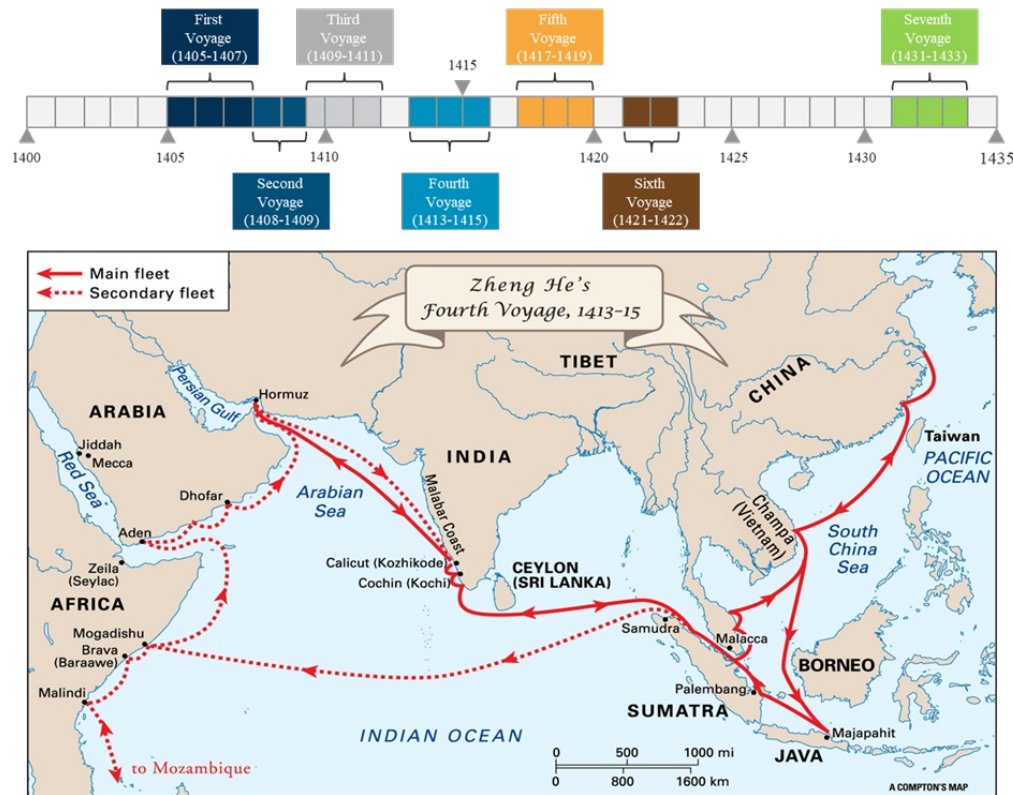 First
Voyage
(1405-1407)
Third
Voyage
(1409-1411)
Fifth
Voyage
(1417-1419)
Seventh
Voyage
(1431-1433)
1415
1400
1405
1410
1420
1425
1430
1435
Second
Voyage
(1408-1409)
Fourth
Voyage
(1413-1415)
Sixth
Voyage
(1421-1422)
Main fleet
Secondary fleet
Zheng He's
Fourth Voyage, 1413–15
TIBET
CHINA
Persian Gulf
Hormuz
ARABIA
Jiddah
Mecca
Red Sea
INDIA
Taiwan
PACIFIC
OCEAN
Dhofar
Arabian
Sea
Malabar Coast
Champa
(Vietnam)
South
China
Sea
Aden
Zeila
(Seylac)
Calicut (Kozhikode)
Cochin (Kochi)
CEYLON
(SRI LANKA)
AFRICA
Samudra
Malacca
Mogadishu
Brava
(Baraawe)
BORNEO
Malindi
Palembang
SUMATRA
INDIAN OCEAN
Majapahit
JAVA
to Mozambique
0 500 1000 mi
0 800 1600 km
A COMPTON'S MAP